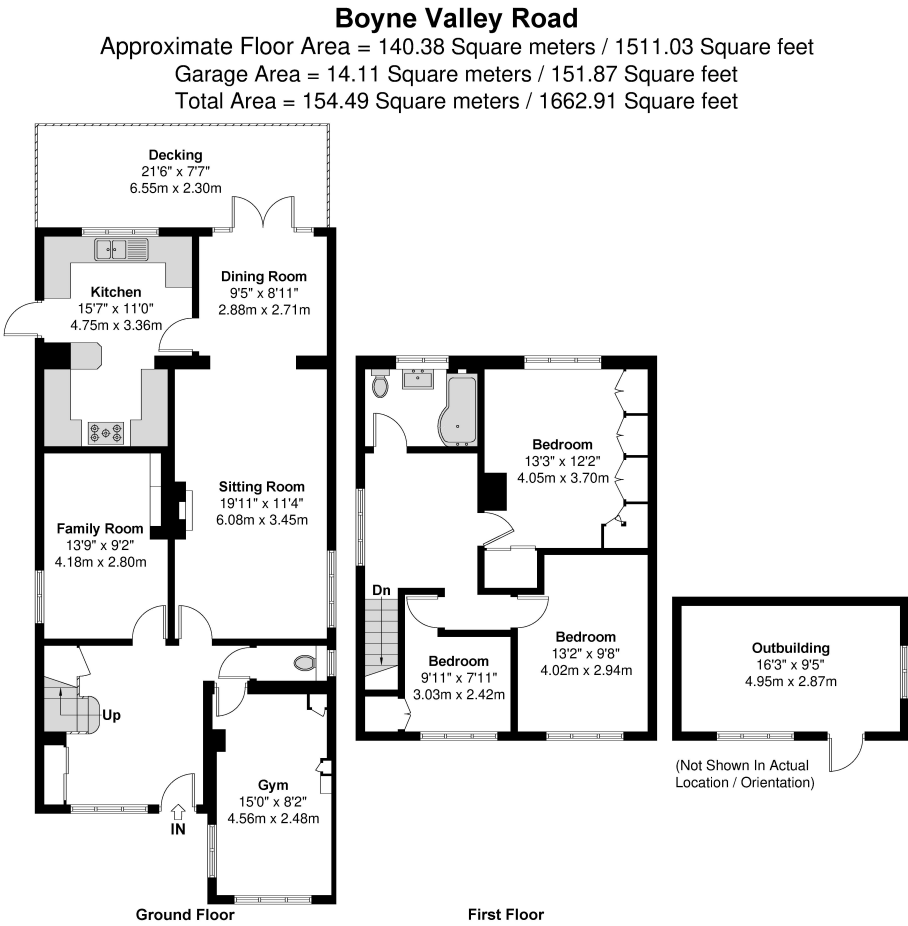 Boyne Valley Road
Approximate Floor Area = 140.38 Square meters / 1511.03 Square feet
Garage Area = 14.11 Square meters / 151.87 Square feet
Total Area = 154.49 Square meters / 1662.91 Square feet
Decking
21'6" x 7'7"
6.55m x 2.30m
Kitchen
15'7" x 11'0"
4.75m x 3.36m
Dining Room
9'5" x 8'11"
2.88m x 2.71m
Sitting Room
19'11" x 11'4"
6.08m x 3.45m
Family Room
13'9" x 9'2"
4.18m x 2.80m
Up
IN
Gym
15'0" x 8'2"
4.56m x 2.48m
Ground Floor
Bedroom
13'3" x 12'2"
4.05m x 3.70m
Dn
Bedroom
9'11" x 7'11"
3.03m x 2.42m
Bedroom
13'2" x 9'8"
4.02m x 2.94m
First Floor
Outbuilding
16'3" x 9'5"
4.95m x 2.87m
(Not Shown In Actual
Location / Orientation)